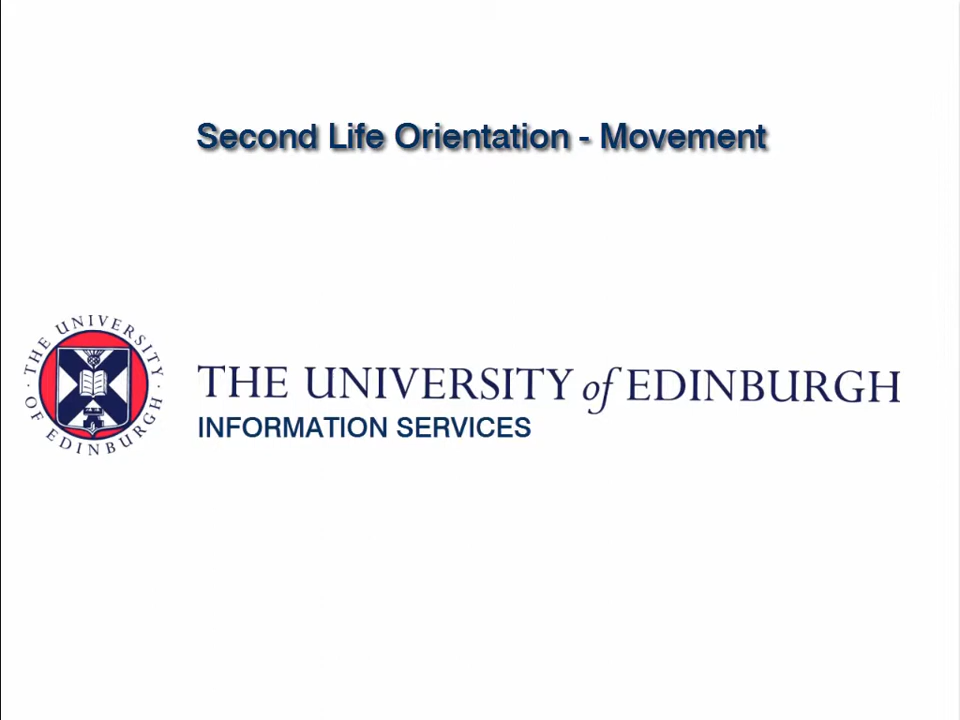 Second Life Orientation - Movement
THE UNIVERSITY OF EDINBURGH
THE UNIVERSITY of EDINBURGH
INFORMATION SERVICES